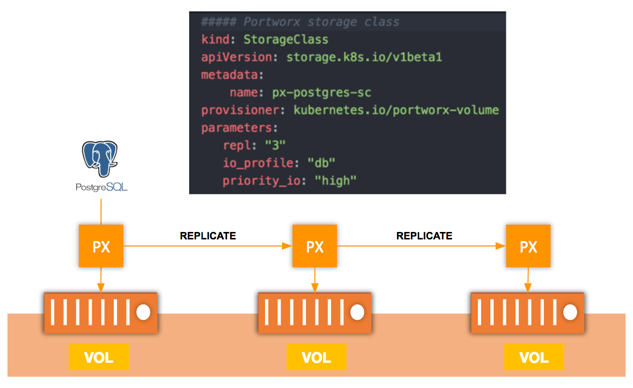 ##### Portworx storage class
kind: StorageClass
apiVersion: storage.k8s.io/v1beta1
metadata:
    name: px-postgres-sc
provisioner: kubernetes.io/portworx-volume
parameters:
   repl: "3"
   io_profile: "db"
   priority_io: "high"
PostgreSQL
PX
REPLICATE
PX
REPLICATE
PX
VOL
VOL
VOL